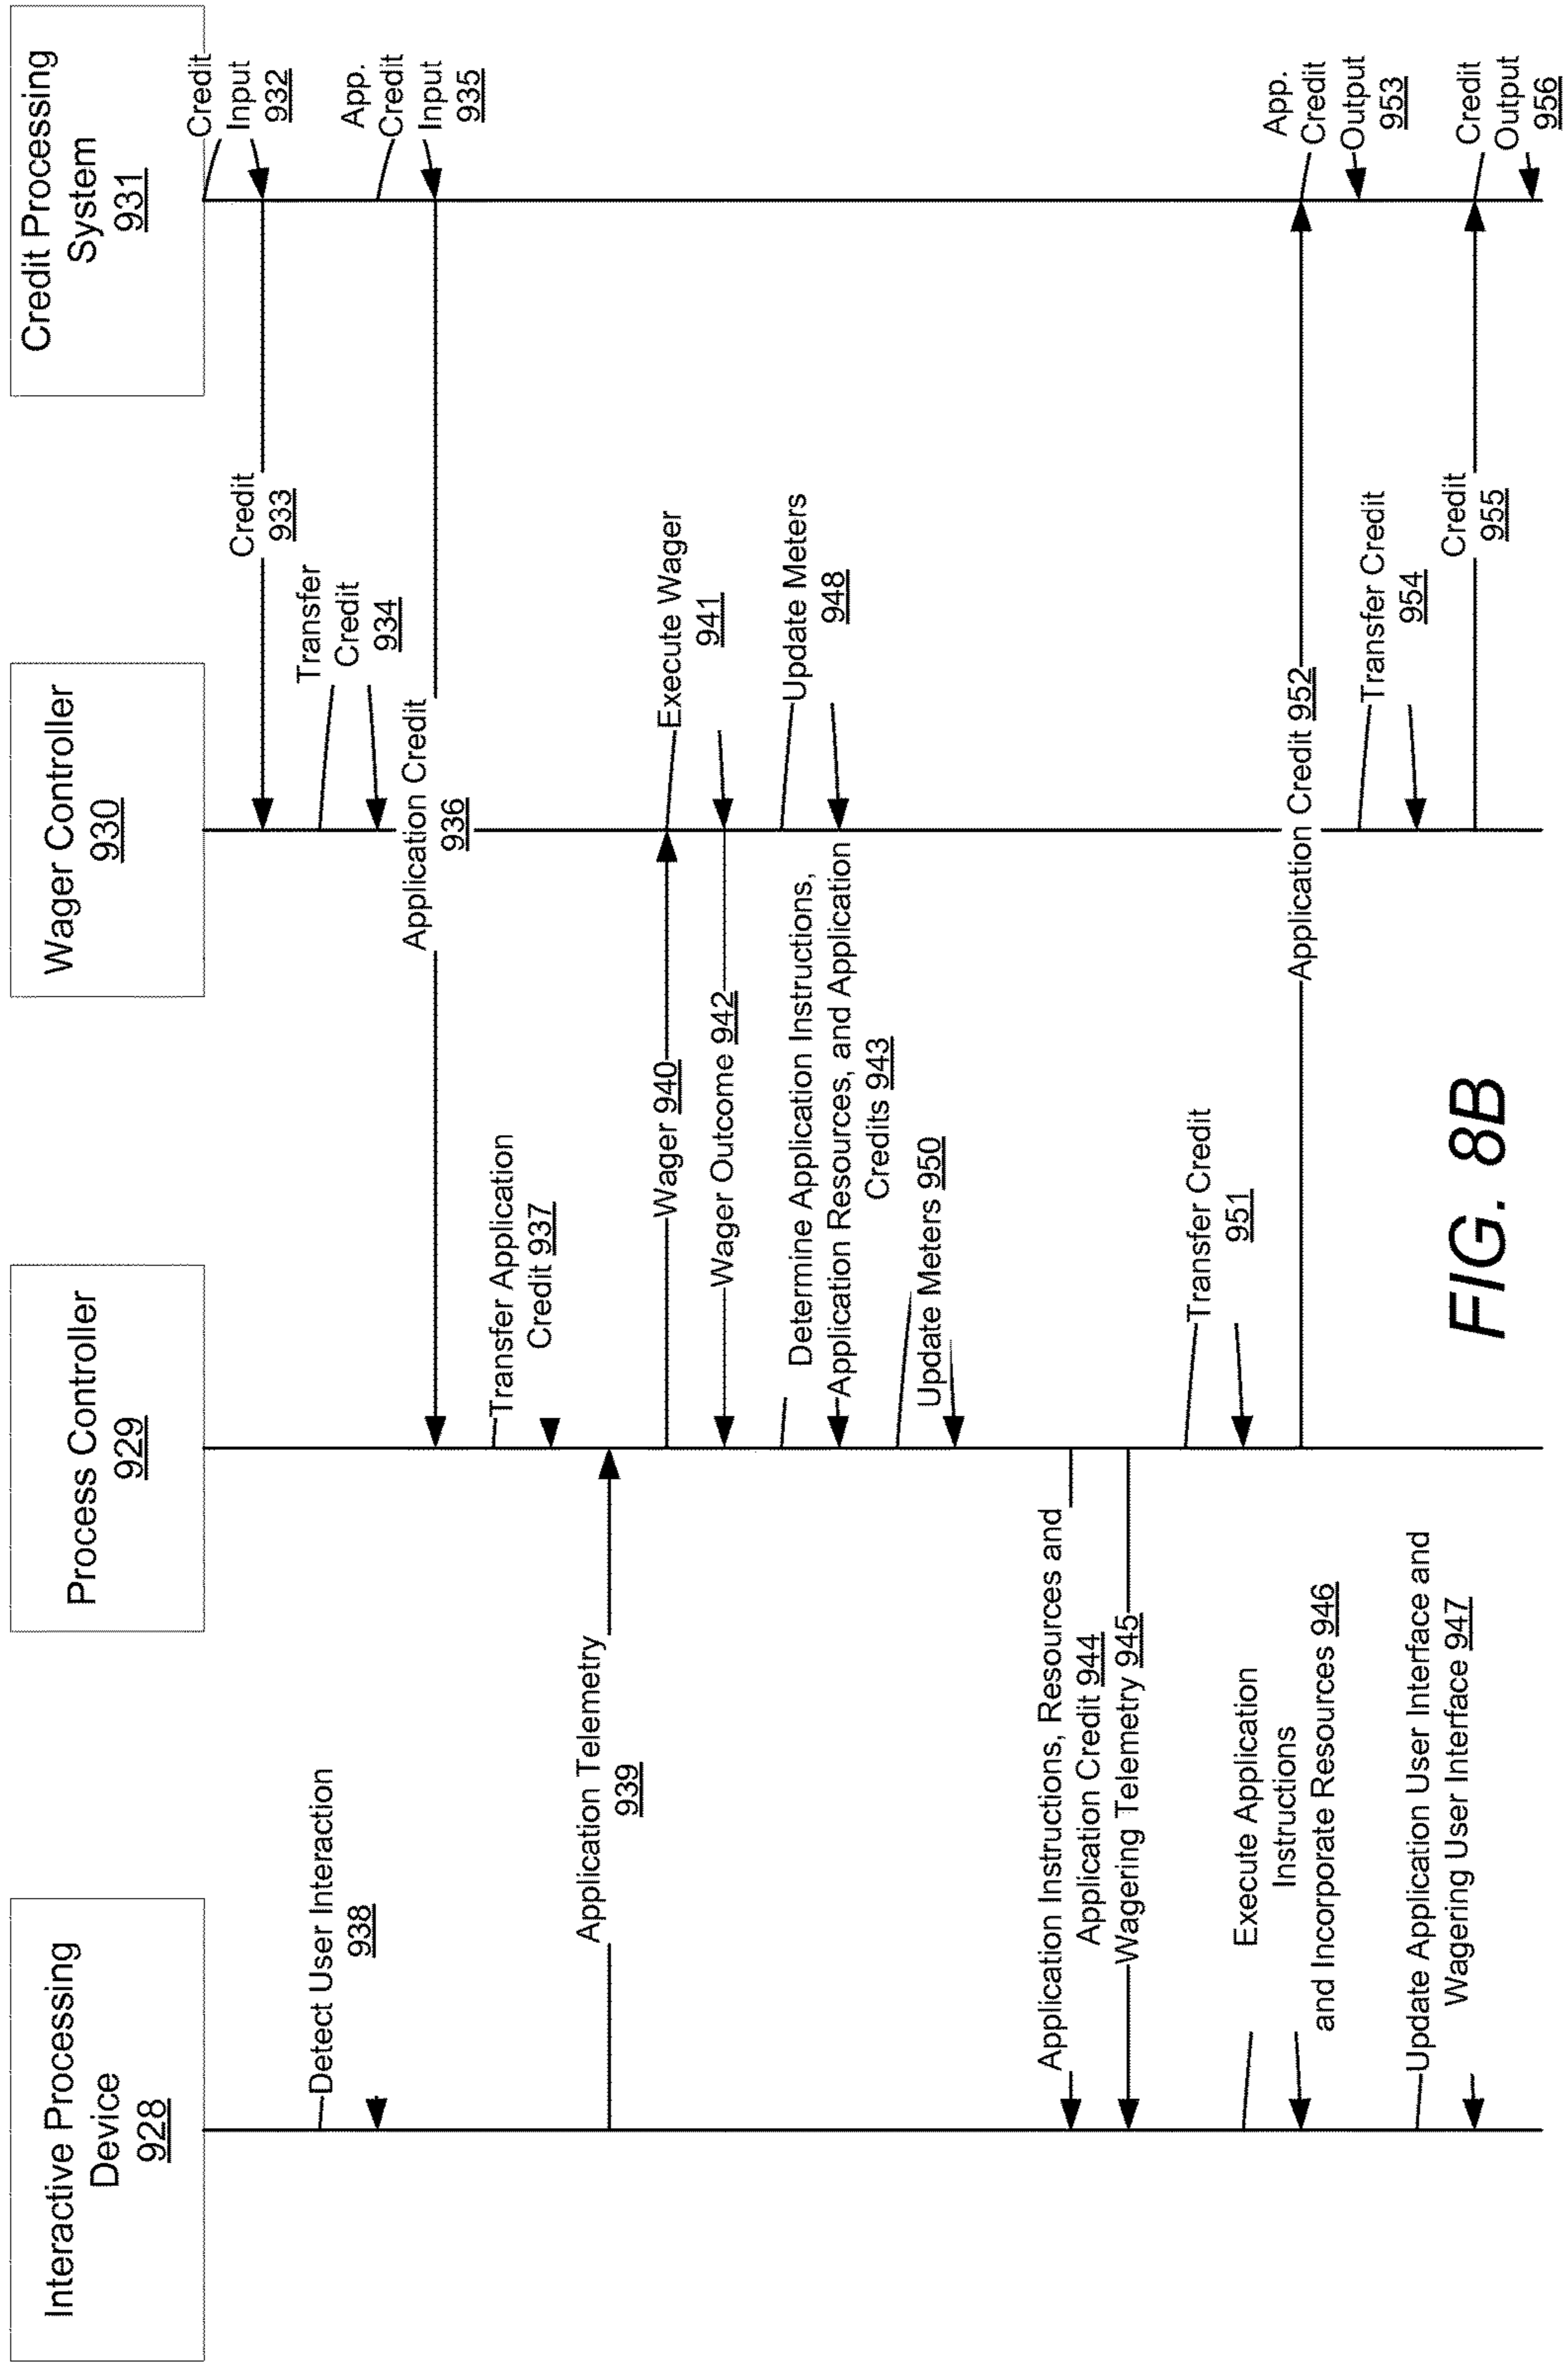 Interactive Processing
Device
928
Process Controller
929
Wager Controller
930
Credit Processing
System
931
Credit
Input
932
Credit
933
Detect User Interaction
938
Transfer
Credit
934
App.
Credit
Input
935
Application Credit
936
Transfer Application
Credit 937
Application Telemetry
939
Wager 940
Execute Wager
941
Wager Outcome 942
Determine Application Instructions,
Application Resources, and Application
Credits 943
Update Meters
948
Update Meters 950
Application Instructions, Resources and
Application Credit 944
Wagering Telemetry 945
Transfer Credit
951
Execute Application
Instructions
and Incorporate Resources 946
Application Credit 952
App.
Credit
Output
953
Transfer Credit
954
Update Application User Interface and
Wagering User Interface 947
Credit
955
Credit
Output
956
FIG. 8B